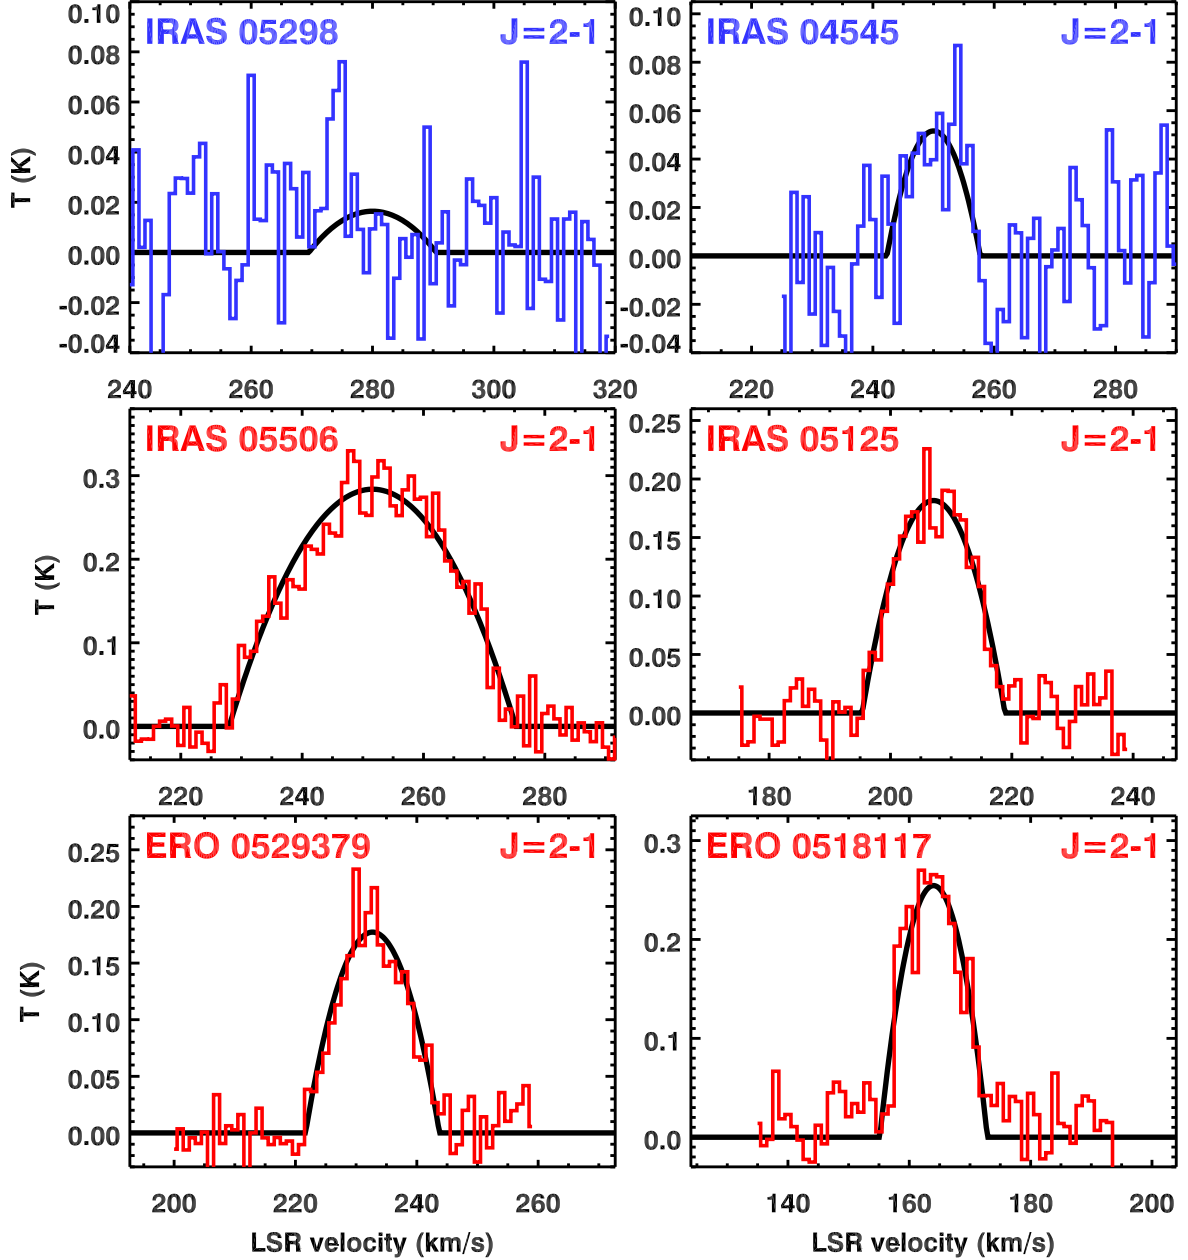 IRAS 05298 J=2-1
0.10
0.08
0.06
0.04
0.02
0.00
-0.02
-0.04
T (K)
240 260 280 300 320
IRAS 04545 J=2-1
0.10
0.08
0.06
0.04
0.02
0.00
-0.02
-0.04
220 240 260 280
IRAS 05506 J=2-1
0.3
0.2
0.1
0.0
T (K)
220 240 260 280
IRAS 05125 J=2-1
0.25
0.20
0.15
0.10
0.05
0.00
180 200 220 240
ERO 0529379 J=2-1
0.25
0.20
0.15
0.10
0.05
0.00
T (K)
200 220 240 260
LSR velocity (km/s)
ERO 0518117 J=2-1
0.3
0.2
0.1
0.0
140 160 180 200
LSR velocity (km/s)